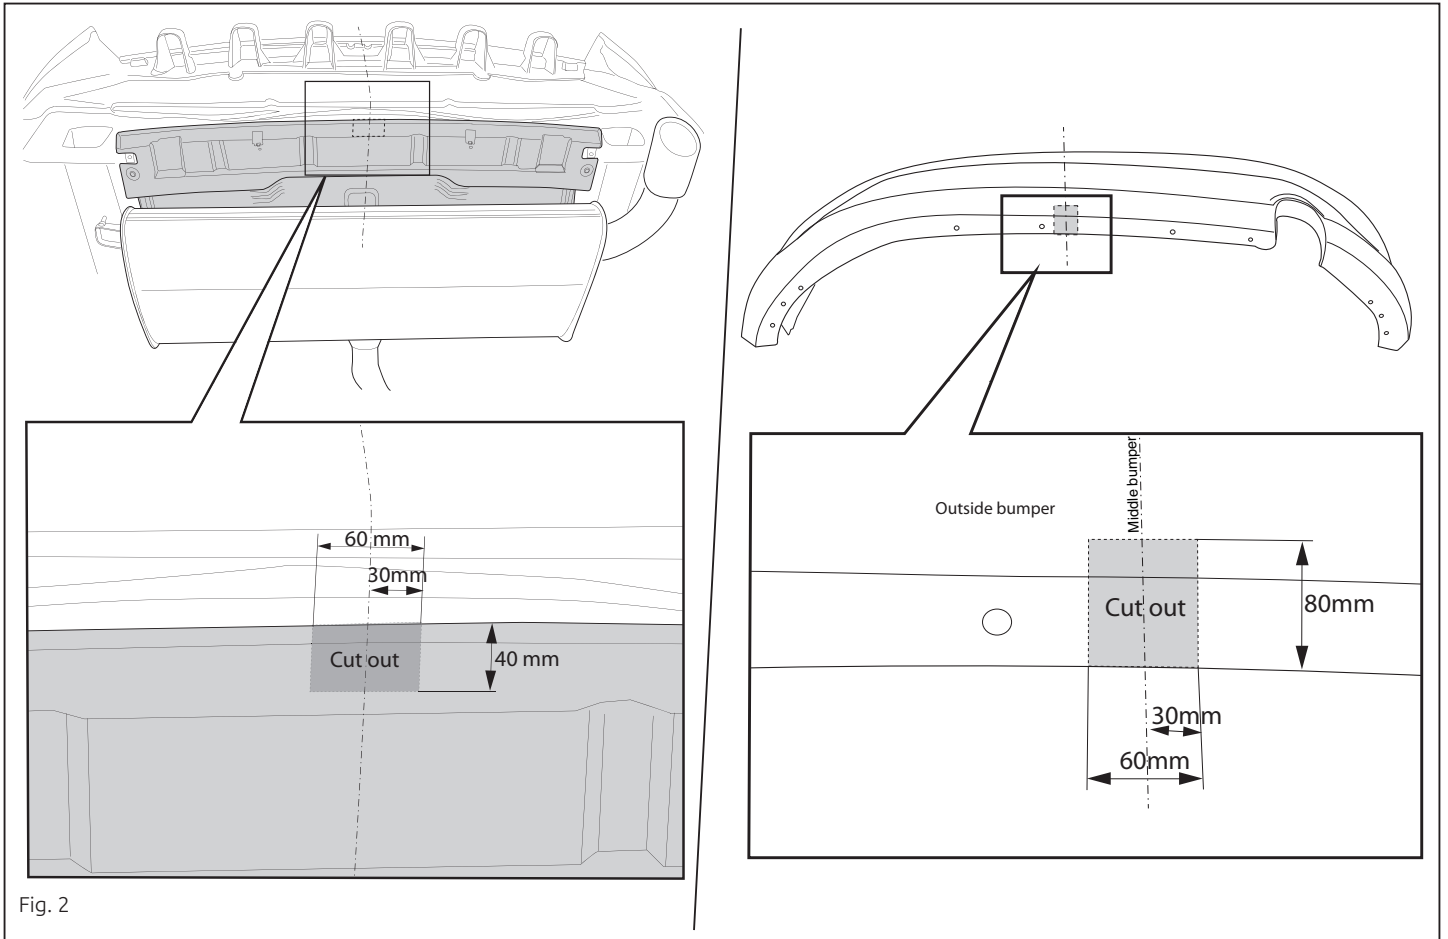 60 mm
30mm
Cut out
40 mm
Middle bumper
Outside bumper
Cut out
80mm
30mm
60mm
Fig. 2